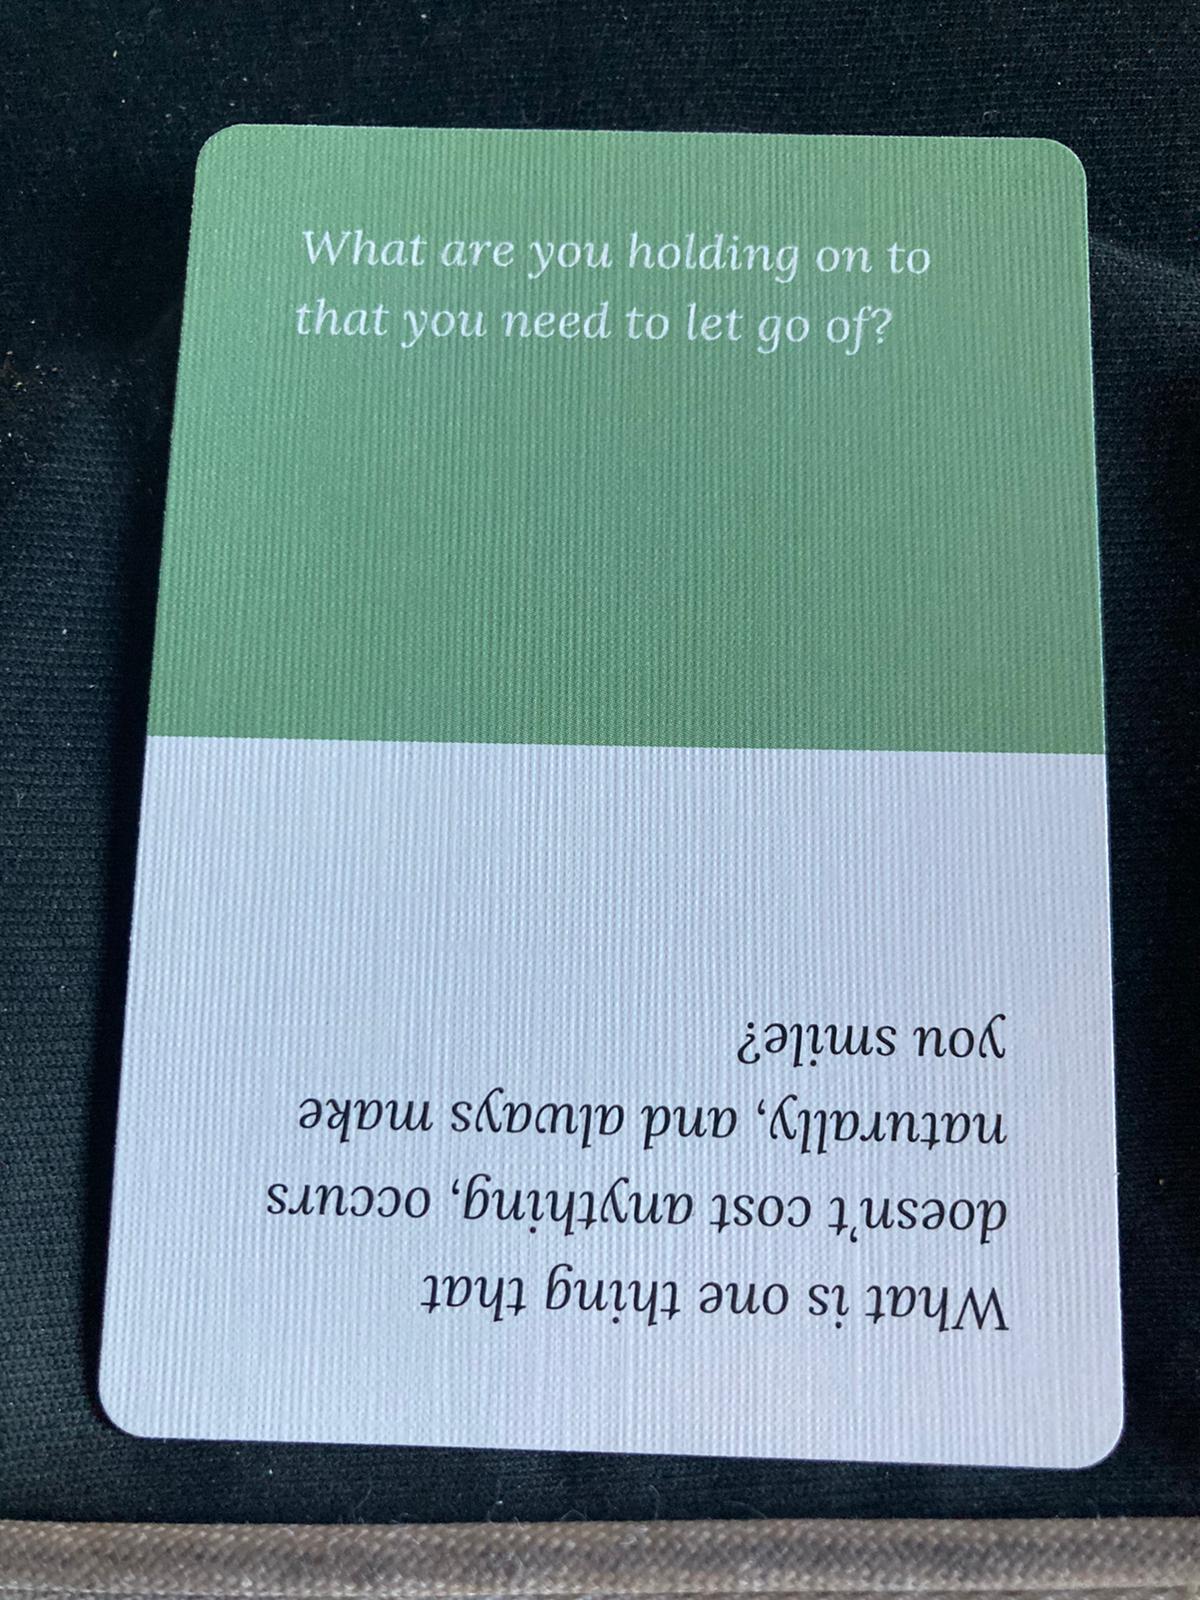 What are you holding on to
that you need to let go of?
What is one thing that
doesn't cost anything, occurs
naturally, and always make
you smile?